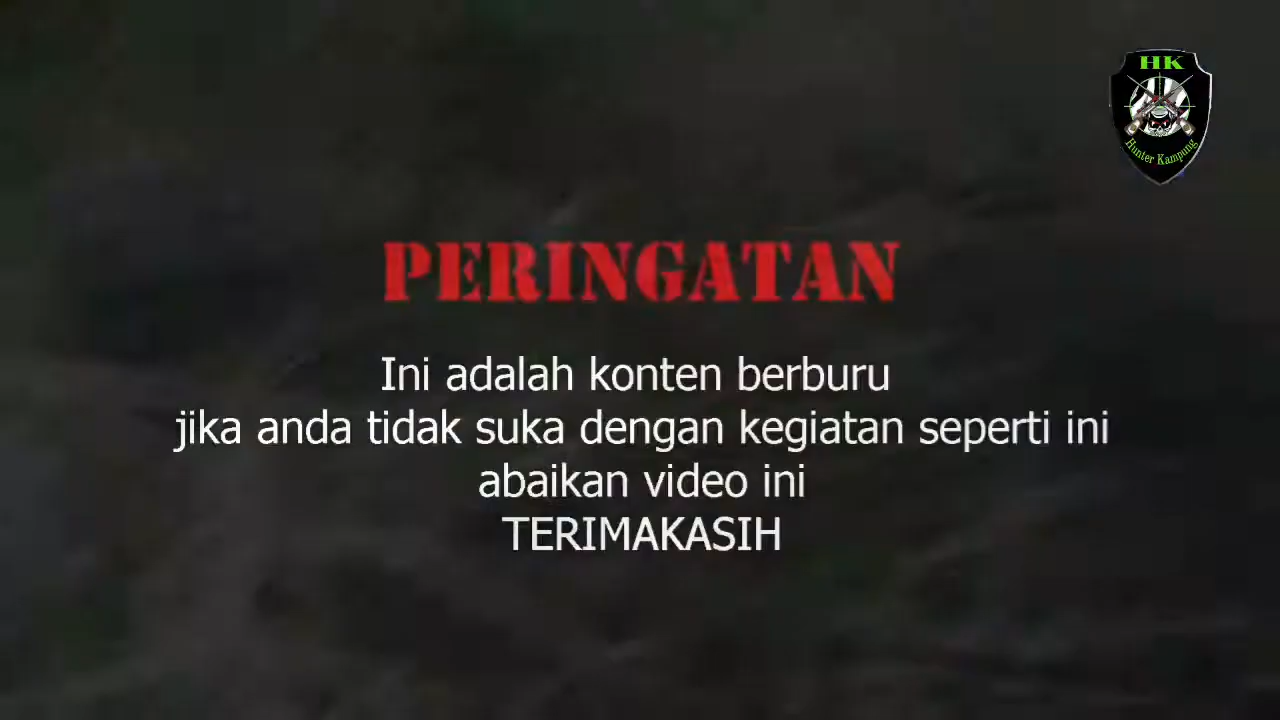 HK
Hunter Kampung
PERINGATAN
Ini adalah konten berburu
jika anda tidak suka dengan kegiatan seperti ini
abaikan video ini
TERIMAKASIH